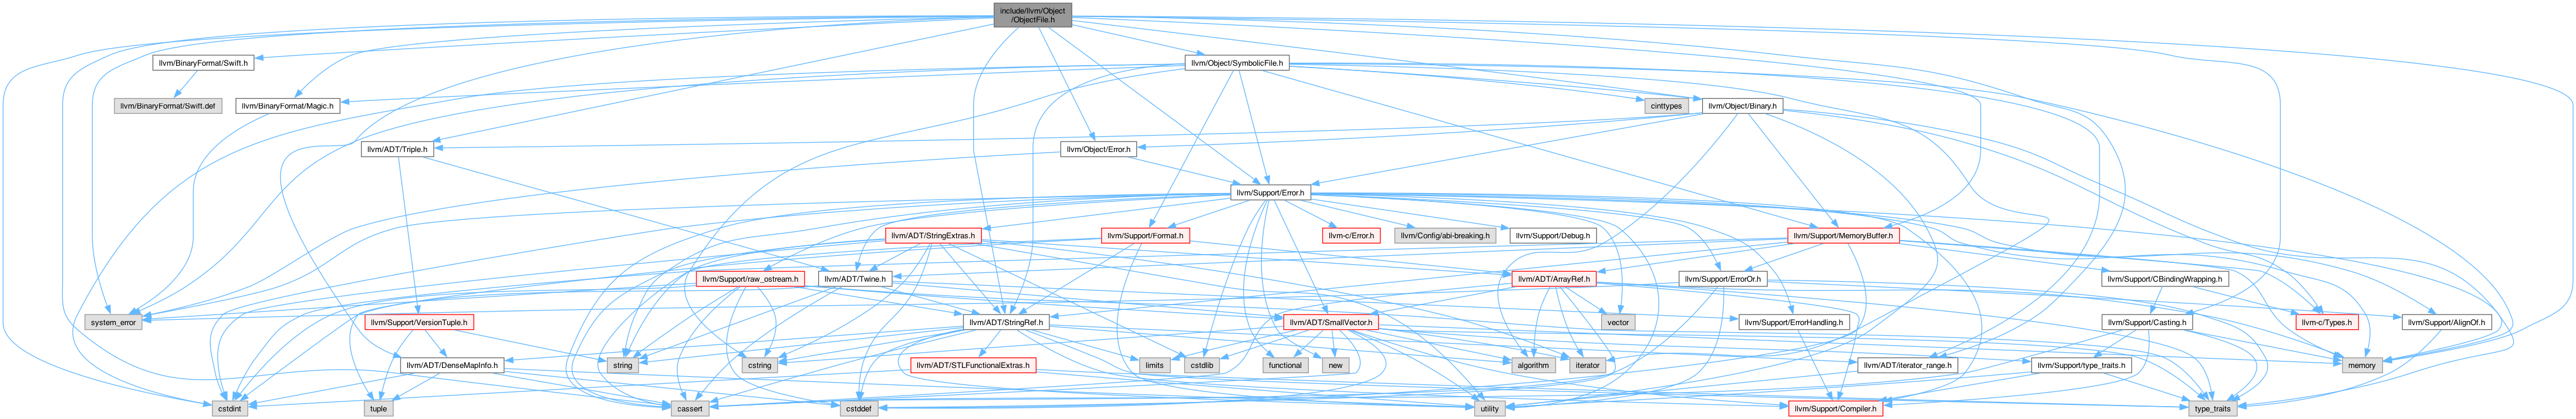 include/llvm/Object
/ObjectFile.h
llvm/BinaryFormat/Swift.h
llvm/Object/SymbolicFile.h
llvm/BinaryFormat/Swift.def
llvm/BinaryFormat/Magic.h
cinttypes
llvm/Object/Binary.h
llvm/ADT/Triple.h
llvm/Object/Error.h
llvm/Support/Error.h
llvm/ADT/StringExtras.h
llvm/Support/Format.h
llvm-c/Error.h
llvm/Config/abi-breaking.h
llvm/Support/Debug.h
llvm/Support/MemoryBuffer.h
llvm/Support/raw_ostream.h
llvm/ADT/Twine.h
llvm/ADT/ArrayRef.h
llvm/Support/ErrorOr.h
llvm/Support/CBindingWrapping.h
system_error
llvm/Support/VersionTuple.h
llvm/ADT/StringRef.h
llvm/ADT/SmallVector.h
vector
llvm/Support/ErrorHandling.h
llvm/Support/Casting.h
llvm-c/Types.h
llvm/Support/AlignOf.h
llvm/ADT/DenseMapInfo.h
string
cstring
llvm/ADT/STLFunctionalExtras.h
limits
cstdlib
functional
new
algorithm
iterator
llvm/ADT/iterator_range.h
llvm/Support/type_traits.h
memory
cstdint
tuple
cassert
cstddef
utility
llvm/Support/Compiler.h
type_traits